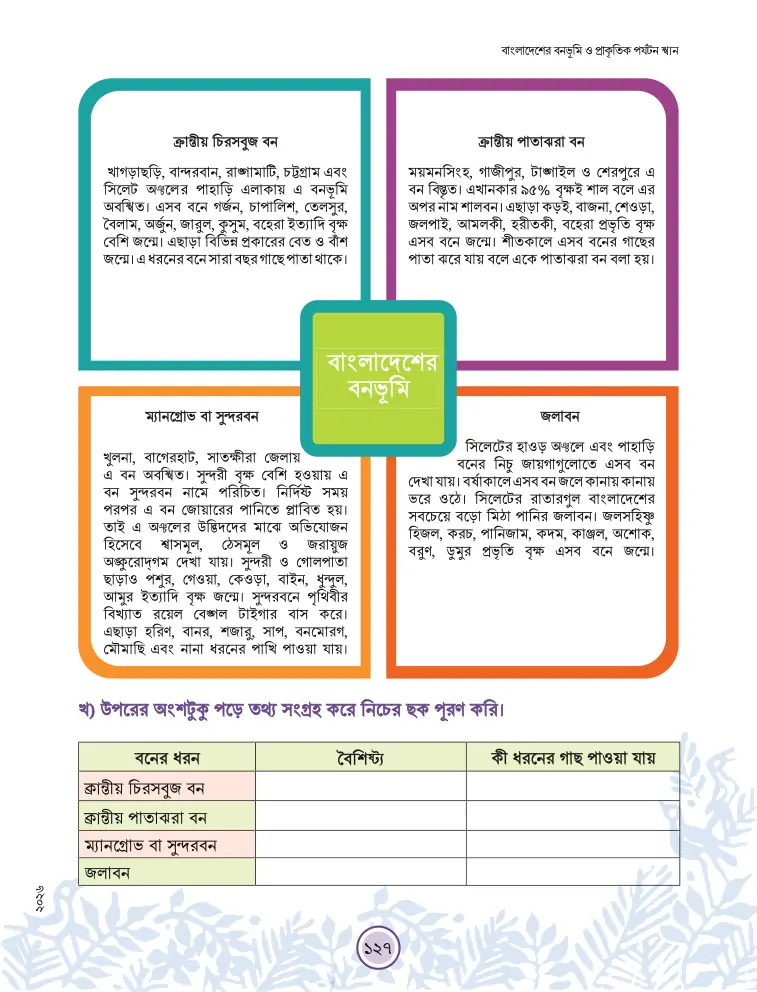 বাংলাদেশের বনভূমি ও প্রাকৃতিক পর্যটন স্থান
ক্রান্তীয় চিরসবুজ বন
খাগড়াছড়ি, বান্দরবান, রাঙ্গামাটি, চট্টগ্রাম এবং
সিলেট অঞ্চলের পাহাড়ি এলাকায় এ বনভূমি
অবস্থিত। এসব বনে গর্জন, চাপালিশ, তেলসুর,
বৈলাম, অর্জুন, জারুল, কুসুম, বহেরা ইত্যাদি বৃক্ষ
বেশি জন্মে। এছাড়া বিভিন্ন প্রকারের বেত ও বাঁশ
জন্মে। এ ধরনের বনে সারা বছর গাছে পাতা থাকে।
ক্রান্তীয় পাতাঝরা বন
ময়মনসিংহ, গাজীপুর, টাঙ্গাইল ও শেরপুরে এ
বন বিস্তৃত। এখানকার ৯৫% বৃক্ষই শাল বলে এর
অপর নাম শালবন। এছাড়া কড়ই, বাজনা, শেওড়া,
জলপাই, আমলকী, হরীতকী, বহেরা প্রভৃতি বৃক্ষ
এসব বনে জন্মে। শীতকালে এসব বনের গাছের
পাতা ঝরে যায় বলে একে পাতাঝরা বন বলা হয়।
বাংলাদেশের
বনভূমি
ম্যানগ্রোভ বা সুন্দরবন
খুলনা, বাগেরহাট, সাতক্ষীরা জেলায়
এ বন অবস্থিত। সুন্দরী বৃক্ষ বেশি হওয়ায় এ
বন সুন্দরবন নামে পরিচিত। নির্দিষ্ট সময়
পরপর এ বন জোয়ারের পানিতে প্লাবিত হয়।
তাই এ অঞ্চলের উদ্ভিদদের মাঝে অভিযোজন
হিসেবে শ্বাসমূল, ঠেসমূল ও জরায়ুজ
অঙ্কুরোদ্গম দেখা যায়। সুন্দরী ও গোলপাতা
ছাড়াও পশুর, গেওয়া, কেওড়া, বাইন, ধুন্দুল,
আমুর ইত্যাদি বৃক্ষ জন্মে। সুন্দরবনে পৃথিবীর
বিখ্যাত রয়েল বেঙ্গল টাইগার বাস করে।
এছাড়া হরিণ, বানর, শজারু, সাপ, বনমোরগ,
মৌমাছি এবং নানা ধরনের পাখি পাওয়া যায়।
জলাবন
সিলেটের হাওড় অঞ্চলে এবং পাহাড়ি
বনের নিচু জায়গাগুলোতে এসব বন
দেখা যায়। বর্ষাকালে এসব বন জলে কানায় কানায়
ভরে ওঠে। সিলেটের রাতারগুল বাংলাদেশের
সবচেয়ে বড়ো মিঠা পানির জলাবন। জলসহিষ্ণু
হিজল, করচ, পানিজাম, কদম, কাঞ্জল, অশোক,
বরুণ, ডুমুর প্রভৃতি বৃক্ষ এসব বনে জন্মে।
খ) উপরের অংশটুকু পড়ে তথ্য সংগ্রহ করে নিচের ছক পূরণ করি।
বনের ধরন বৈশিষ্ট্য কী ধরনের গাছ পাওয়া যায়
ক্রান্তীয় চিরসবুজ বন
ক্রান্তীয় পাতাঝরা বন
ম্যানগ্রোভ বা সুন্দরবন
জলাবন
২০২৬
১২৭